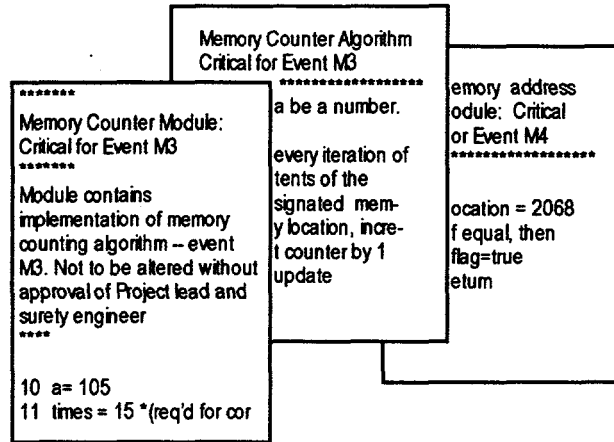 *******
Memory Counter Module:
Critical for Event M3
*******
Module contains
implementation of memory
counting algorithm -- event
M3. Not to be altered without
approval of Project lead and
surety engineer
****
10 a= 105
11 times = 15 *(req'd for cor
Memory Counter Algorithm
Critical for Event M3
******************
a be a number.
every iteration of
tents of the
signated mem-
y location, incre-
t counter by 1
update
emory address
odule: Critical
or Event M4
******************
ocation = 2068
f equal, then
flag=true
eturn